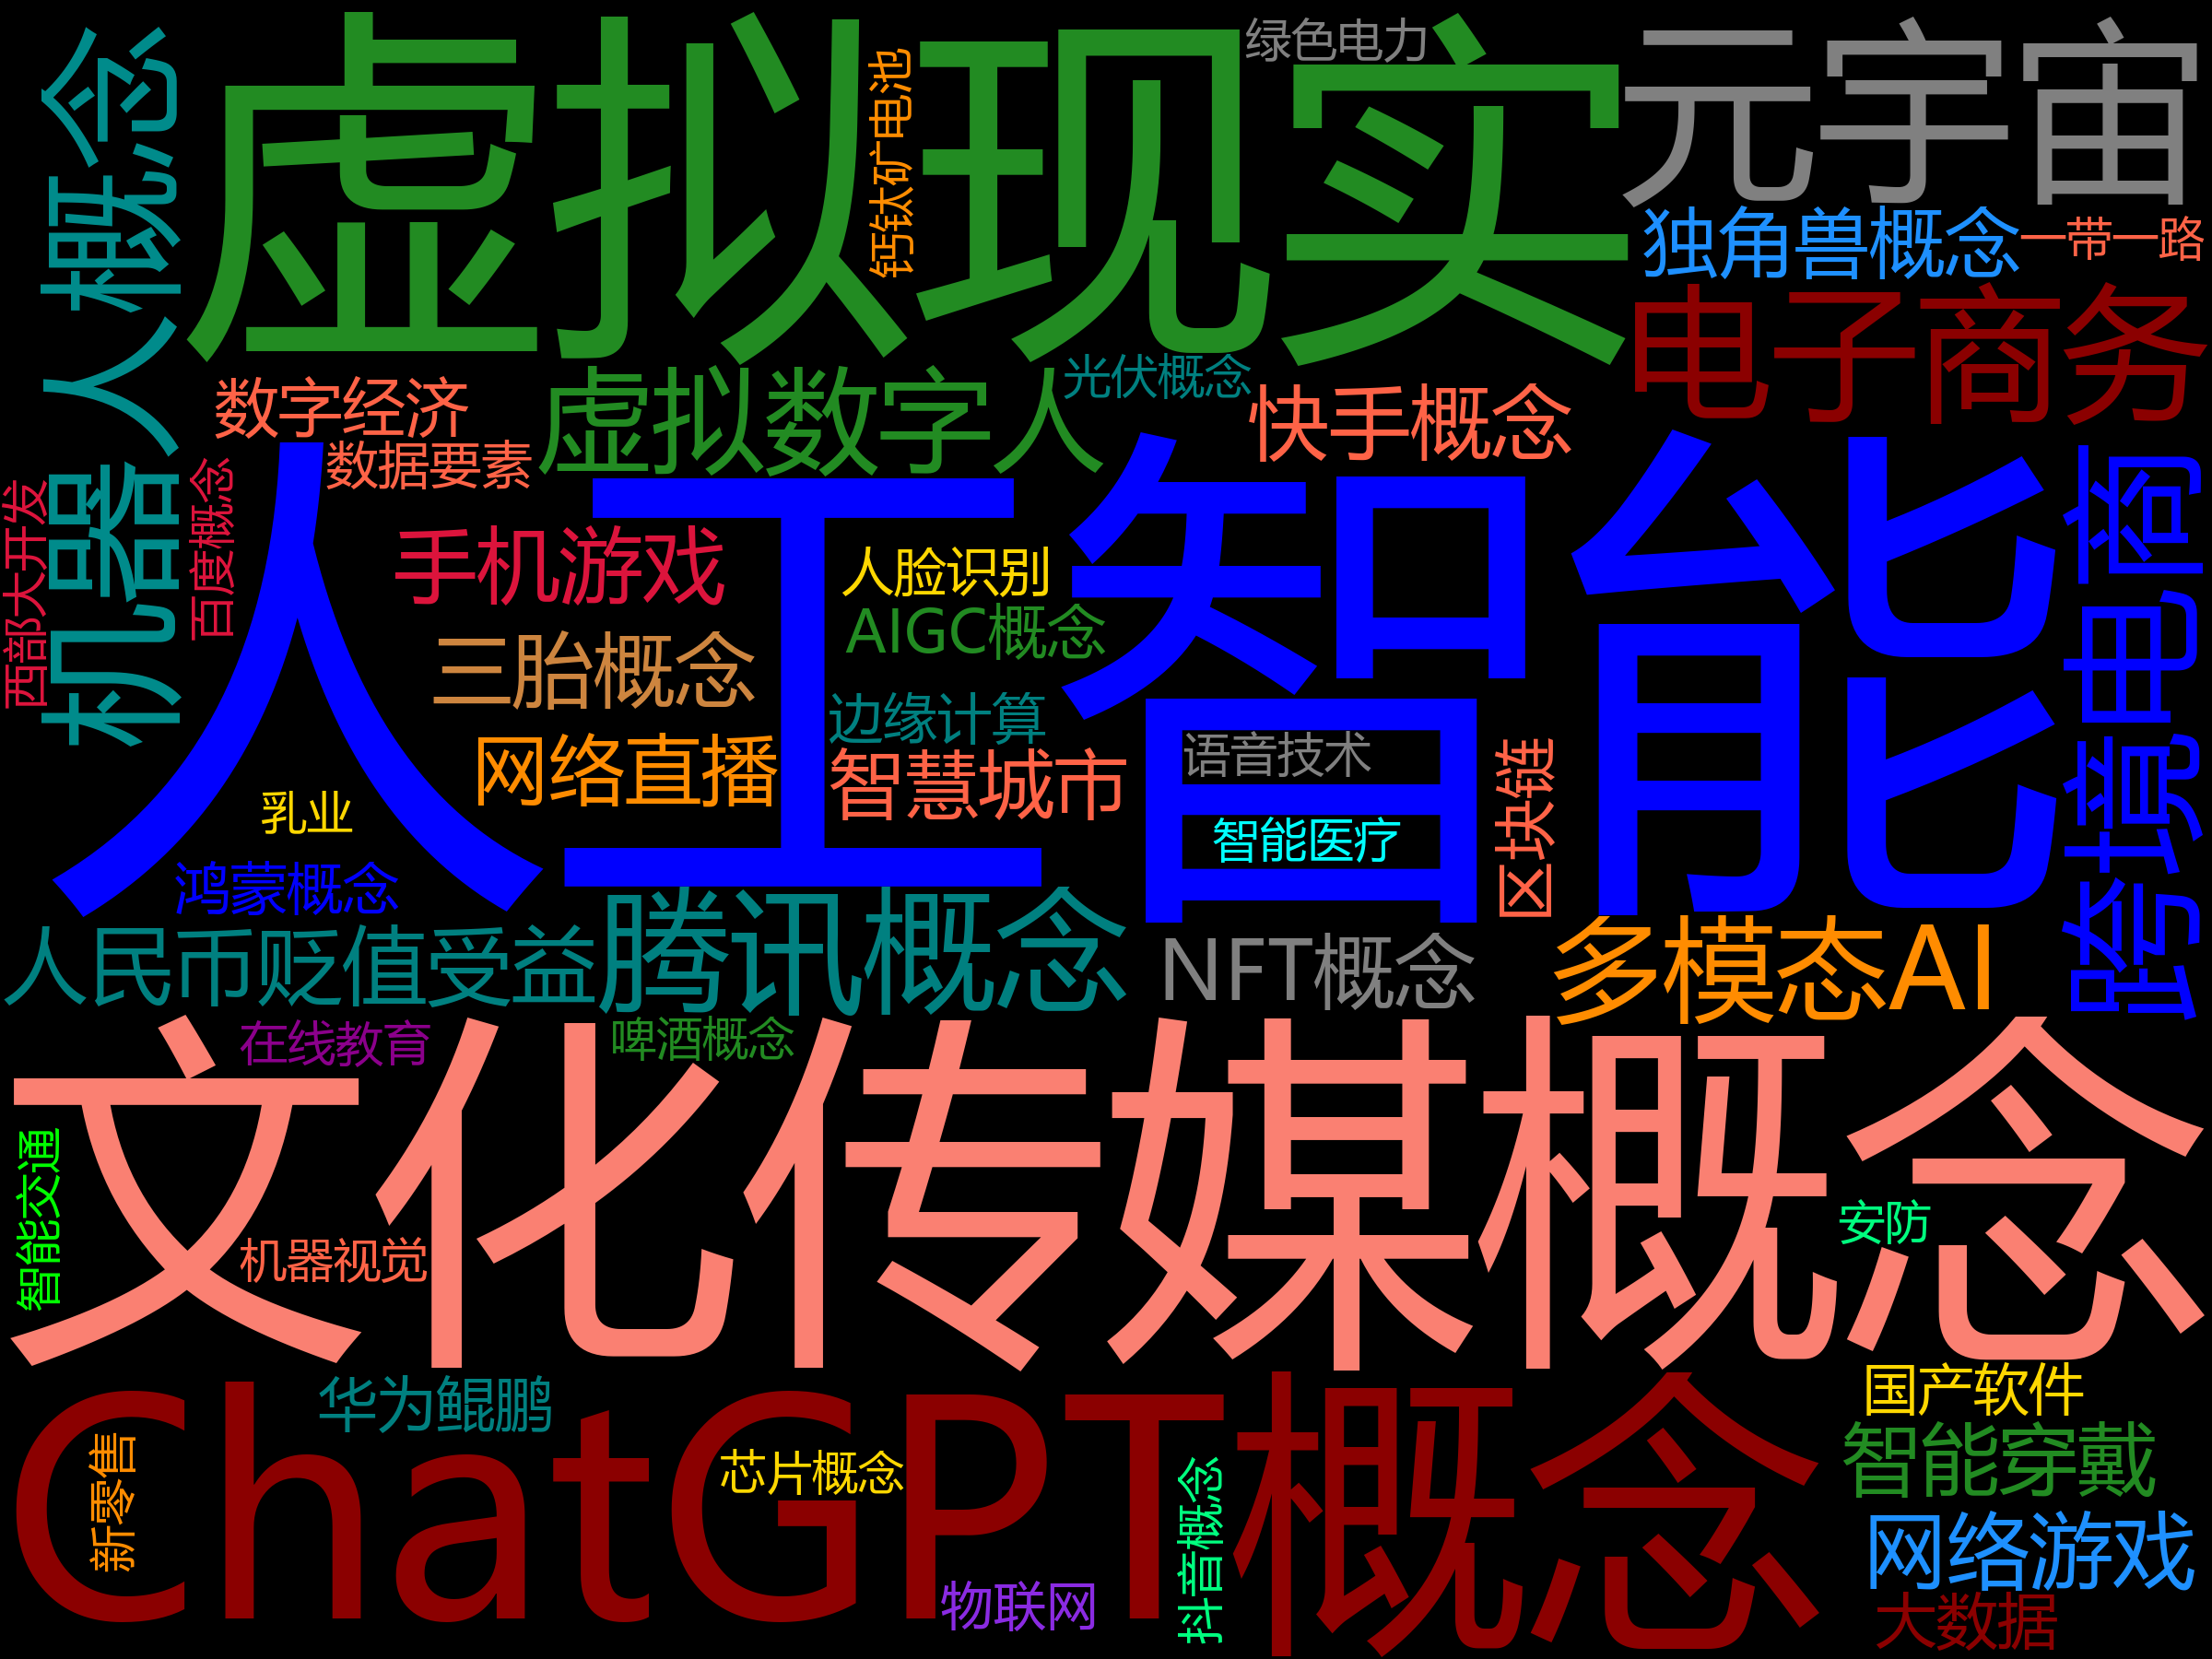 虚拟现实
元宇宙
绿色电力
钙钛矿电池
机器人概念
独角兽概念
一带一路
电子商务
光伏概念
数字经济
虚拟数字人
快手概念
数据要素
人工智能
跨境电商
百度概念
西部大开发
手机游戏
人脸识别
AIGC概念
三胎概念
边缘计算
网络直播
智慧城市
语音技术
区块链
乳业
智能医疗
鸿蒙概念
人民币贬值受益
腾讯概念
NFT概念
多模态AI
在线教育
啤酒概念
文化传媒概念
智能交通
机器视觉
安防
ChatGPT概念
华为鲲鹏
国产软件
新零售
芯片概念
抖音概念
智能穿戴
网络游戏
物联网
大数据